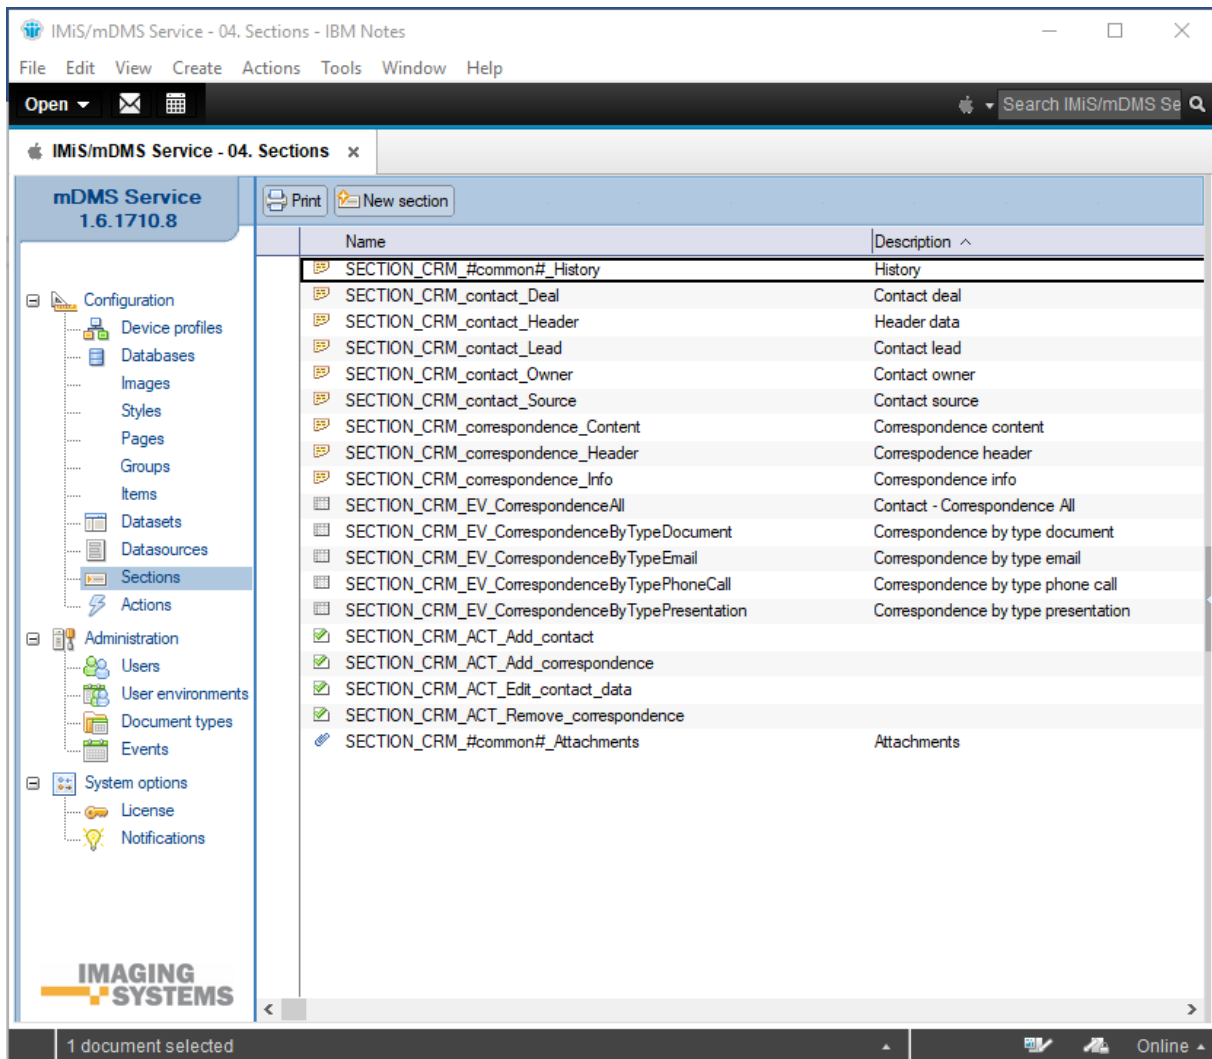 IMiS/mDMS Service - 04. Sections - IBM Notes
File Edit View Create Actions Tools Window Help
Open Search IMiS/mDMS Se
IMiS/mDMS Service - 04. Sections
mDMS Service
1.6.1710.8
Print New section
Name Description
Configuration
Device profiles
Databases
Images
Styles
Pages
Groups
Items
Datasets
Datasources
Sections
Actions
Administration
Users
User environments
Document types
Events
System options
License
Notifications
IMAGING
SYSTEMS
SECTION_CRM_#common#_History History
SECTION_CRM_contact_Deal Contact deal
SECTION_CRM_contact_Header Header data
SECTION_CRM_contact_Lead Contact lead
SECTION_CRM_contact_Owner Contact owner
SECTION_CRM_contact_Source Contact source
SECTION_CRM_correspondence_Content Correspondence content
SECTION_CRM_correspondence_Header Correspodence header
SECTION_CRM_correspondence_Info Correspondence info
SECTION_CRM_EV_CorrespondenceAll Contact - Correspondence All
SECTION_CRM_EV_CorrespondenceByTypeDocument Correspondence by type document
SECTION_CRM_EV_CorrespondenceByTypeEmail Correspondence by type email
SECTION_CRM_EV_CorrespondenceByTypePhoneCall Correspondence by type phone call
SECTION_CRM_EV_CorrespondenceByTypePresentation Correspondence by type presentation
SECTION_CRM_ACT_Add_contact
SECTION_CRM_ACT_Add_correspondence
SECTION_CRM_ACT_Edit_contact_data
SECTION_CRM_ACT_Remove_correspondence
SECTION_CRM_#common#_Attachments Attachments
1 document selected Online